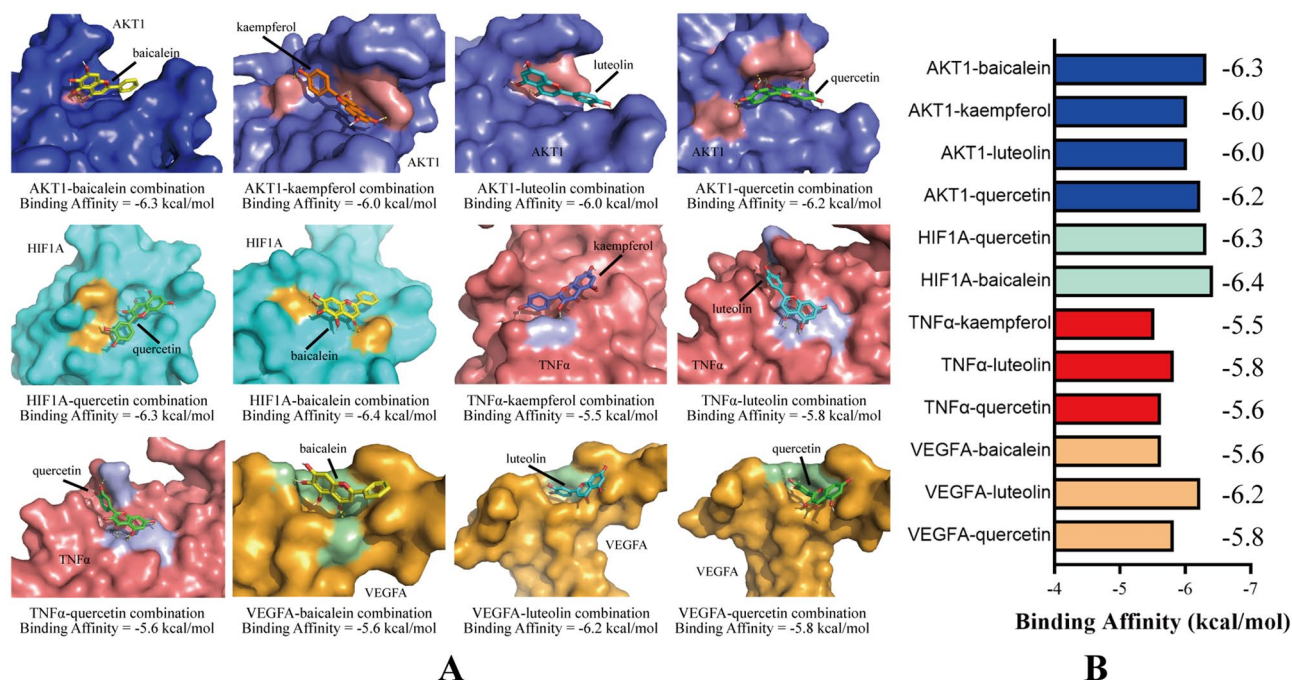 AKT1
baicalein
AKT1-baicalein combination
Binding Affinity = -6.3 kcal/mol
kaempferol
AKT1
AKT1-kaempferol combination
Binding Affinity = -6.0 kcal/mol
luteolin
AKT1
AKT1-luteolin combination
Binding Affinity = -6.0 kcal/mol
quercetin
AKT1
AKT1-quercetin combination
Binding Affinity = -6.2 kcal/mol
HIF1A
quercetin
HIF1A-quercetin combination
Binding Affinity = -6.3 kcal/mol
HIF1A
baicalein
HIF1A-baicalein combination
Binding Affinity = -6.4 kcal/mol
kaempferol
TNFα
TNFα-kaempferol combination
Binding Affinity = -5.5 kcal/mol
luteolin
TNFα
TNFα-luteolin combination
Binding Affinity = -5.8 kcal/mol
quercetin
TNFα
TNFα-quercetin combination
Binding Affinity = -5.6 kcal/mol
baicalein
VEGFA
VEGFA-baicalein combination
Binding Affinity = -5.6 kcal/mol
luteolin
VEGFA
VEGFA-luteolin combination
Binding Affinity = -6.2 kcal/mol
quercetin
VEGFA
VEGFA-quercetin combination
Binding Affinity = -5.8 kcal/mol
A
AKT1-baicalein -6.3
AKT1-kaempferol -6.0
AKT1-luteolin -6.0
AKT1-quercetin -6.2
HIF1A-quercetin -6.3
HIF1A-baicalein -6.4
TNFα-kaempferol -5.5
TNFα-luteolin -5.8
TNFα-quercetin -5.6
VEGFA-baicalein -5.6
VEGFA-luteolin -6.2
VEGFA-quercetin -5.8
-4 -5 -6 -7
Binding Affinity (kcal/mol)
B